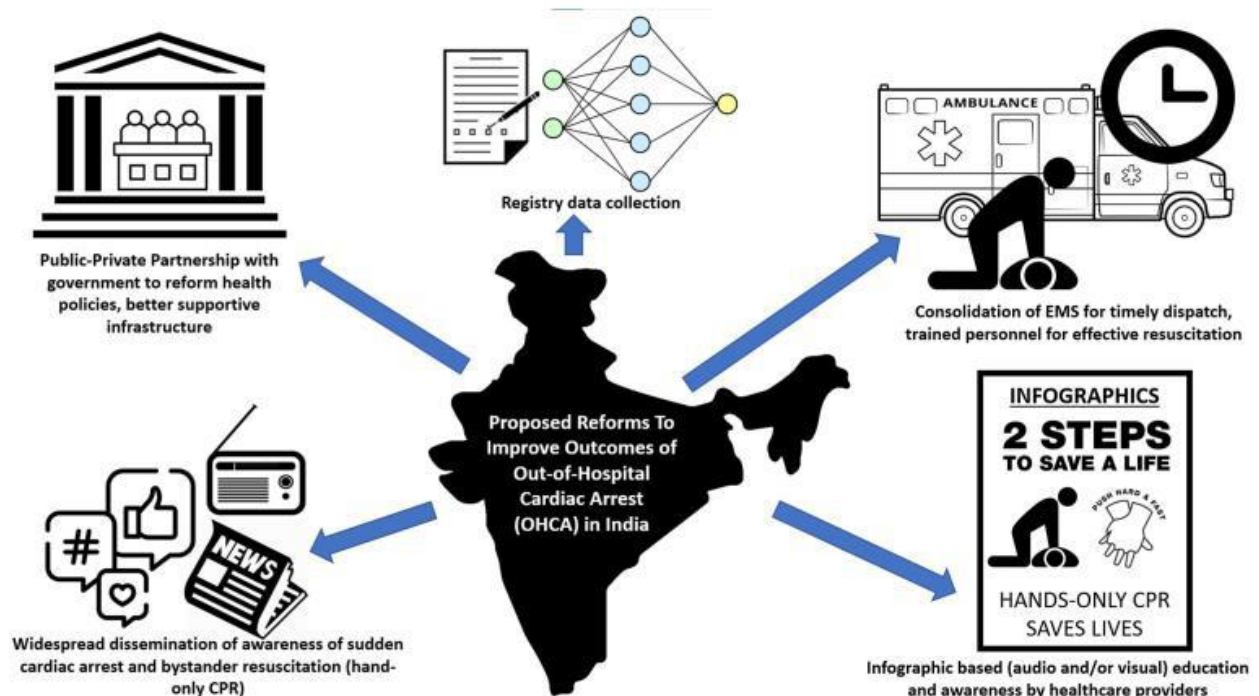 Registry data collection
AMBULANCE
Public-Private Partnership with
government to reform health
policies, better supportive
infrastructure
Consolidation of EMS for timely dispatch,
trained personnel for effective resuscitation
Proposed Reforms To
Improve Outcomes of
Out-of-Hospital
Cardiac Arrest
(OHCA) in India
#
NEWS
Widespread dissemination of awareness of sudden
cardiac arrest and bystander resuscitation (hand-
only CPR)
INFOGRAPHICS
2 STEPS
TO SAVE A LIFE
PUSH HARD & FAST
HANDS-ONLY CPR
SAVES LIVES
Infographic based (audio and/or visual) education
and awareness by healthcare providers